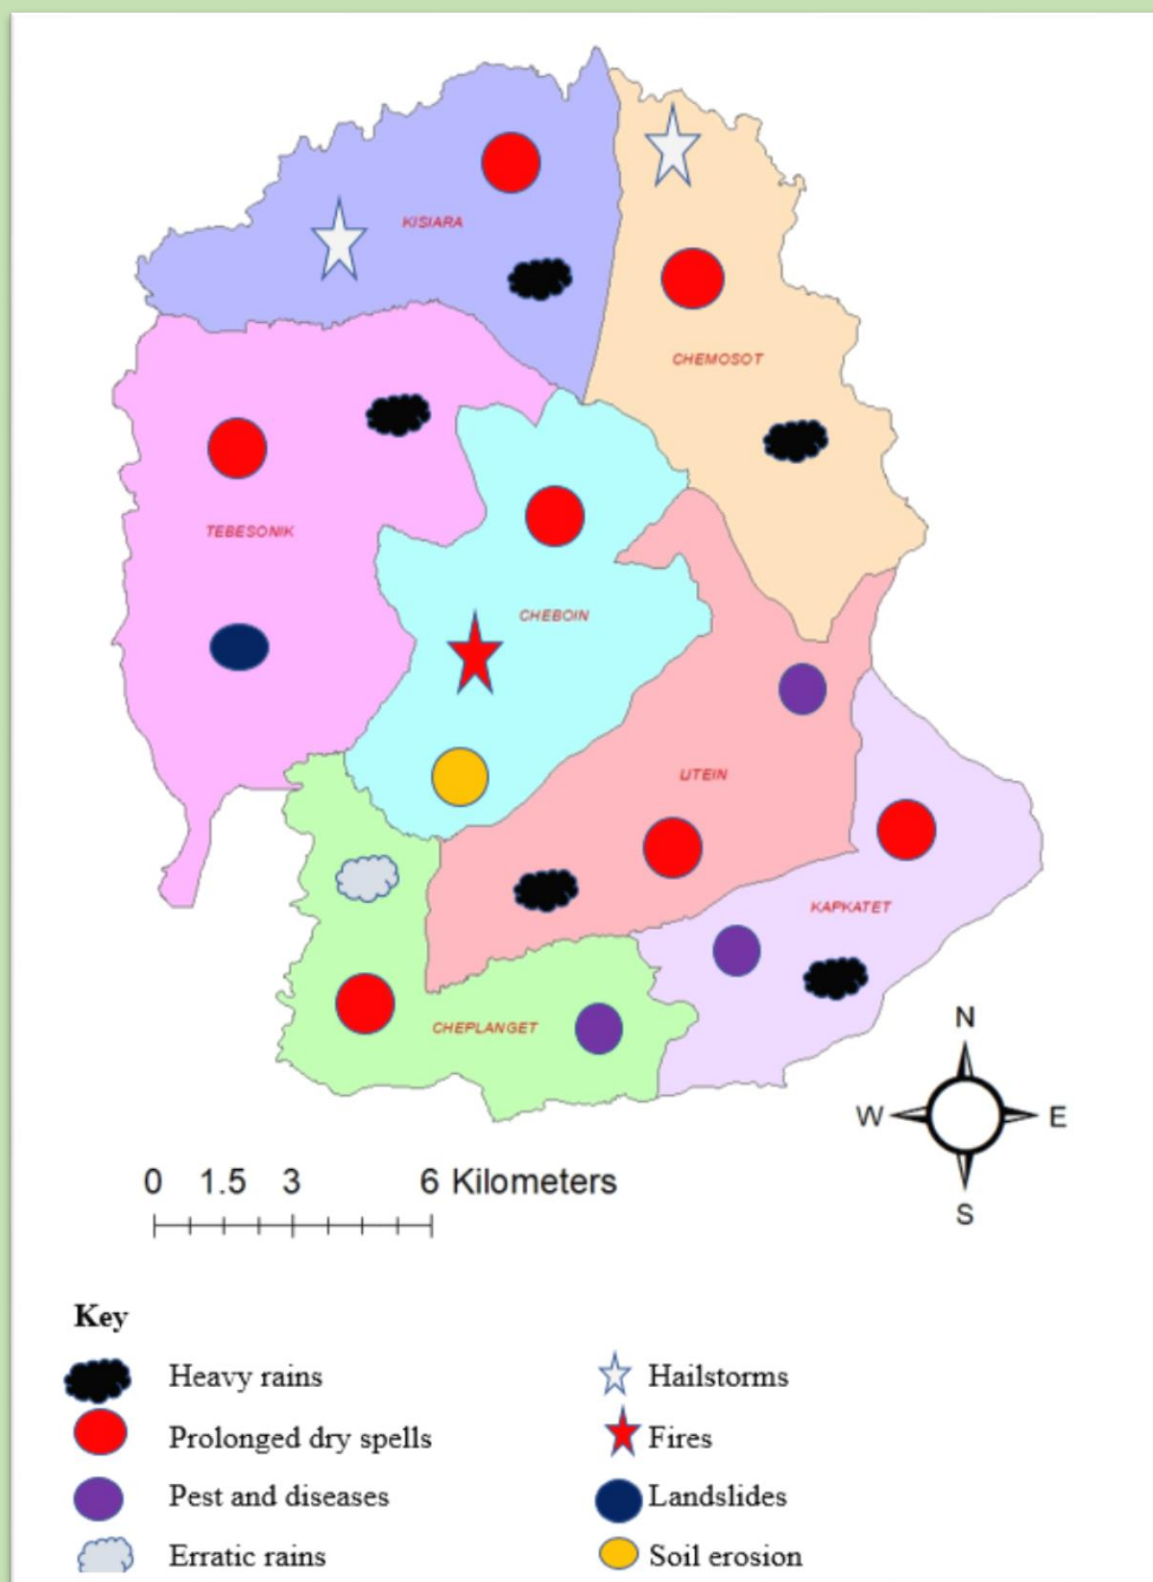 KISIARA
CHEMOSOT
TEBESONIK
CHEBOIN
LITEIN
KAPKATET
CHEPLANGET
N
W E
S
0 1.5 3 6 Kilometers
Key
Heavy rains
Hailstorms
Prolonged dry spells
Fires
Pest and diseases
Landslides
Erratic rains
Soil erosion